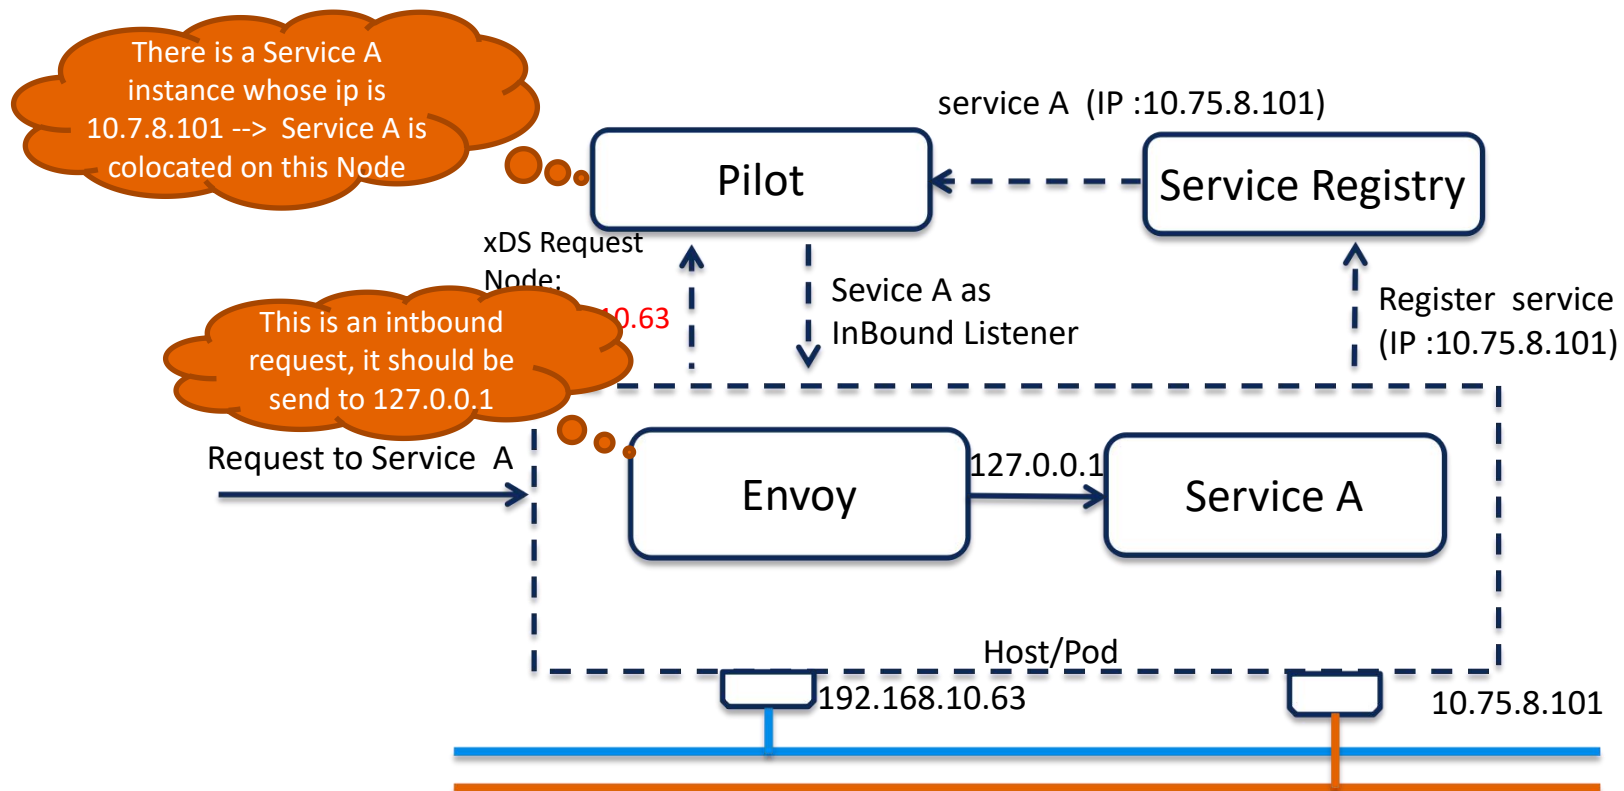 There is a Service A
instance whose ip is
10.7.8.101 --> Service A is
colocated on this Node
service A (IP :10.75.8.101)
Pilot
Service Registry
xDS Request
Node:
0.63
Sevice A as
InBound Listener
Register service
(IP :10.75.8.101)
This is an intbound
request, it should be
send to 127.0.0.1
Request to Service A
127.0.0.1
Envoy
Service A
Host/Pod
192.168.10.63
10.75.8.101